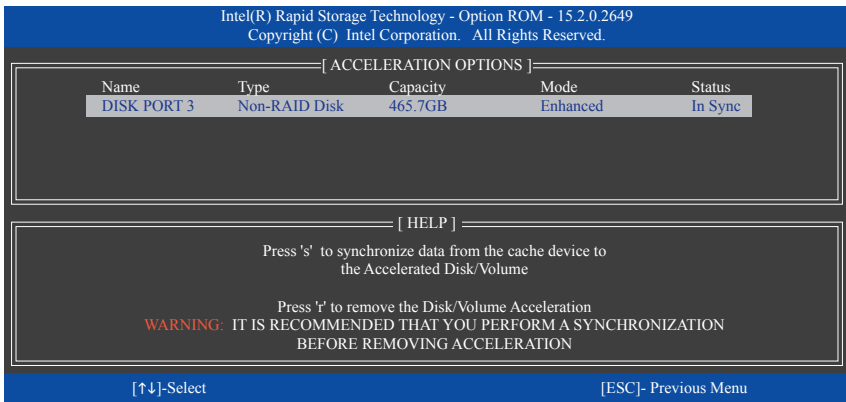 Intel(R) Rapid Storage Technology - Option ROM - 15.2.0.2649
Copyright (C) Intel Corporation. All Rights Reserved.
[ ACCELERATION OPTIONS ]
Name Type Capacity Mode Status
DISK PORT 3 Non-RAID Disk 465.7GB Enhanced In Sync
[ HELP ]
Press 's' to synchronize data from the cache device to
the Accelerated Disk/Volume
Press 'r' to remove the Disk/Volume Acceleration
WARNING: IT IS RECOMMENDED THAT YOU PERFORM A SYNCHRONIZATION
BEFORE REMOVING ACCELERATION
[↑↓]-Select [ESC]- Previous Menu